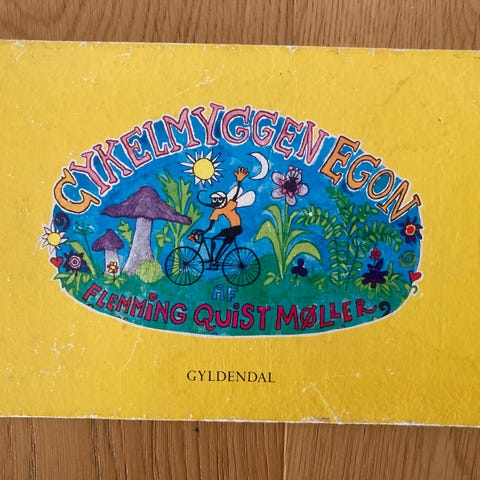 CYKELMYGGEN EGON
AF
FLEMMING QUIST MØLLER
GYLDENDAL